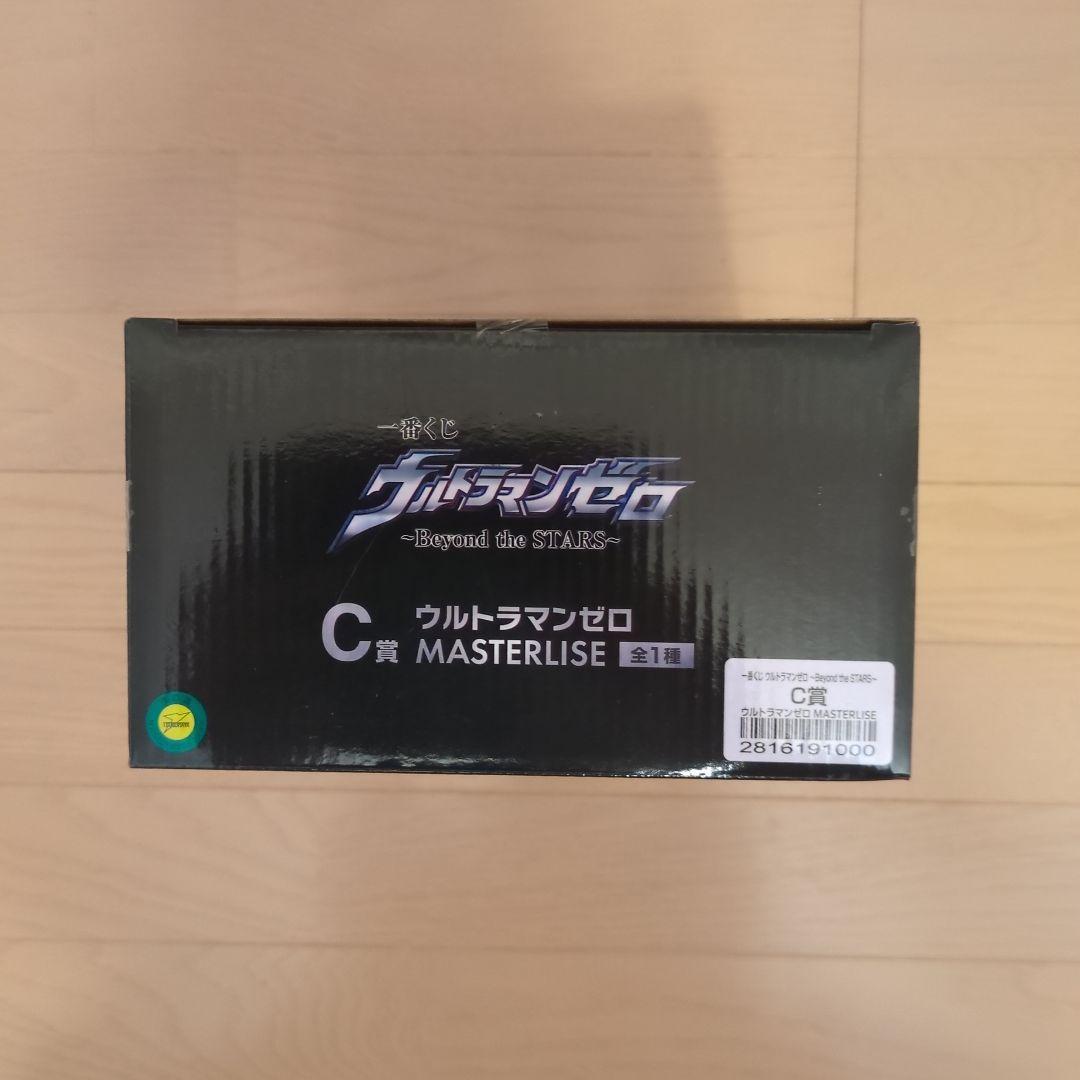 一番くじ
ウルトラマンゼロ
~Beyond the STARS~
C賞
ウルトラマンゼロ
MASTERLISE 全1種
一番くじ ウルトラマンゼロ ~Beyond the STARS~
C賞
ウルトラマンゼロ MASTERLISE
2816191000